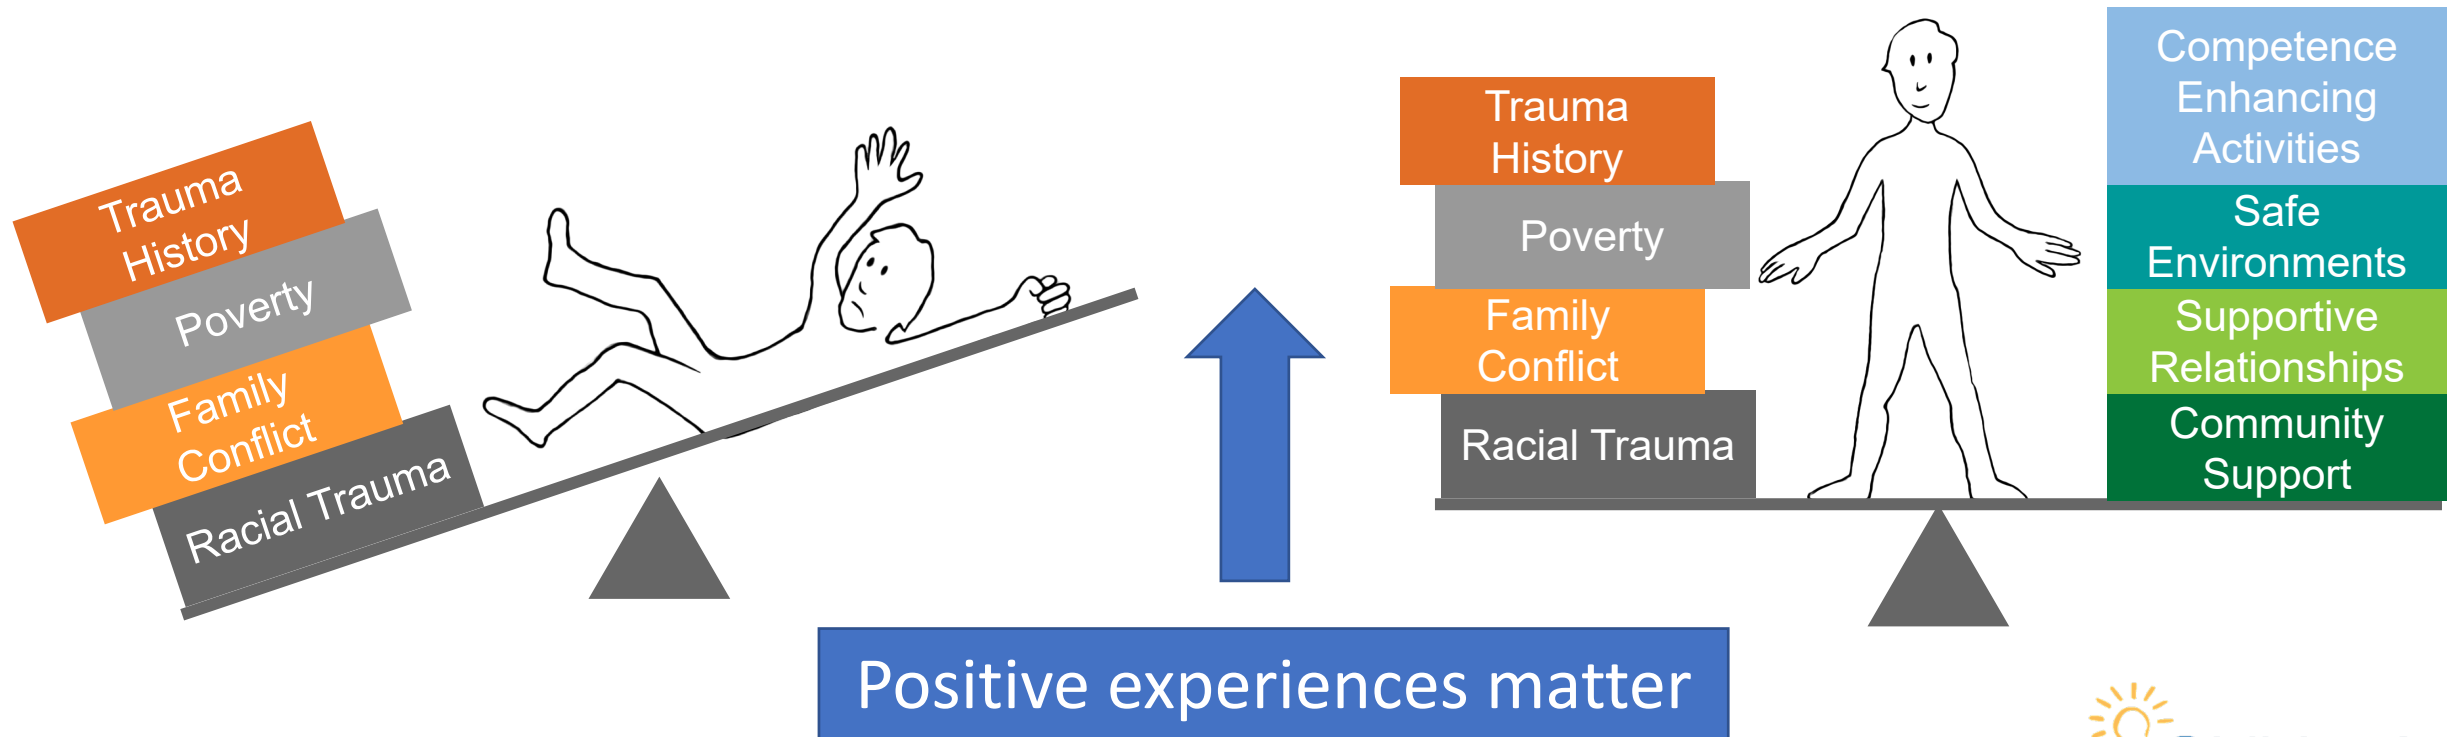 Trauma
History
Poverty
Family
Conflict
Racial Trauma
Trauma
History
Poverty
Family
Conflict
Racial Trauma
Competence
Enhancing
Activities
Safe
Environments
Supportive
Relationships
Community
Support
Positive experiences matter